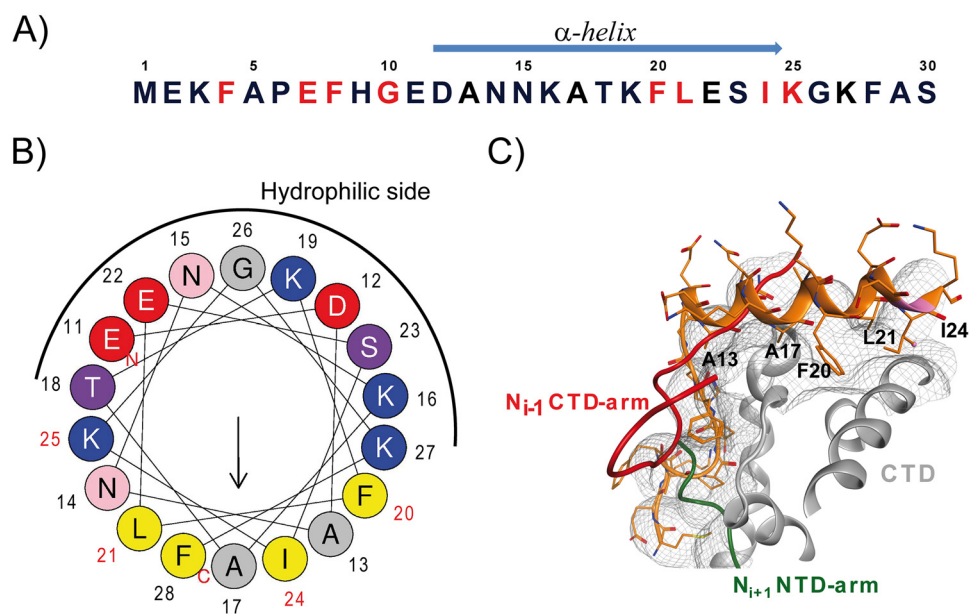 A)
α-helix
1 5 10 15 20 25 30
MEKFAPEFHGEDANNKATKFLESIKGKFAS
B)
Hydrophilic side
26
15 19
N G K
22 12
E D
11 23
E N S
18 16
T K
25 27
K K
14 20
N F
21 13
L A
28 24
F C A I
17
C)
A13 A17 F20 L21 I24
Ni-1 CTD-arm
CTD
Ni+1 NTD-arm